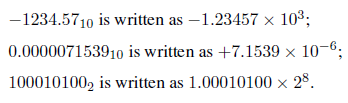 −1234.57₁₀ is written as −1.23457 × 10³;
0.0000071539₁₀ is written as +7.1539 × 10⁻⁶;
100010100₂ is written as 1.00010100 × 2⁸.